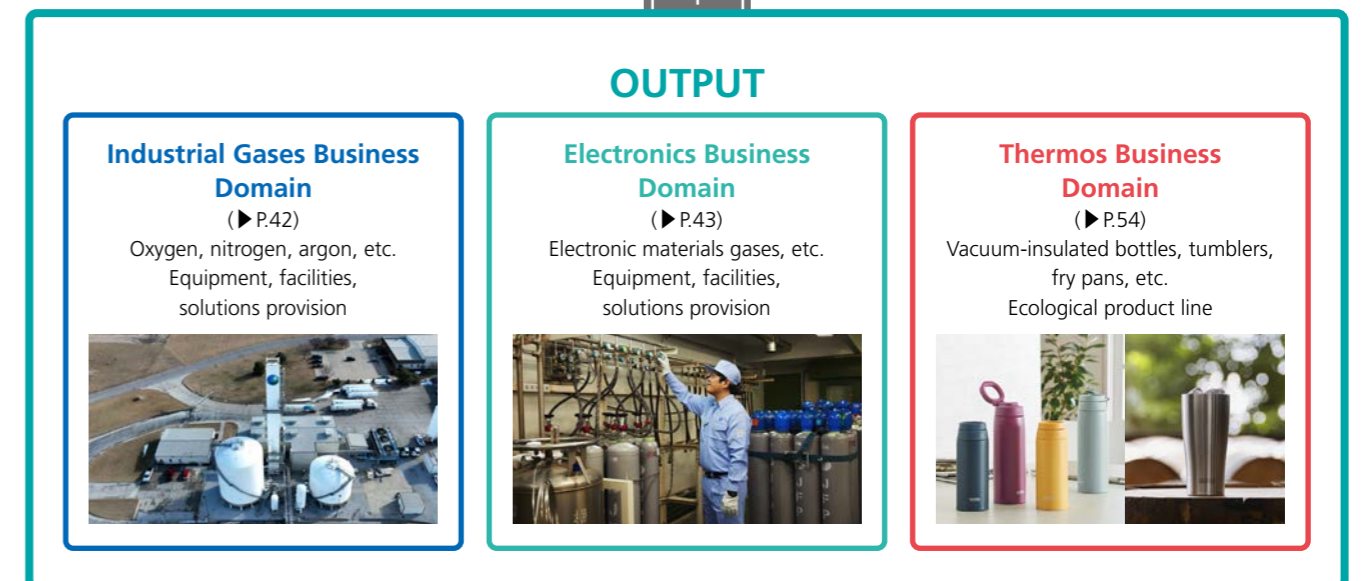 OUTPUT
Industrial Gases Business
Domain
(▶P.42)
Oxygen, nitrogen, argon, etc.
Equipment, facilities,
solutions provision
Electronics Business
Domain
(▶P.43)
Electronic materials gases, etc.
Equipment, facilities,
solutions provision
Thermos Business
Domain
(▶P.54)
Vacuum-insulated bottles, tumblers,
fry pans, etc.
Ecological product line